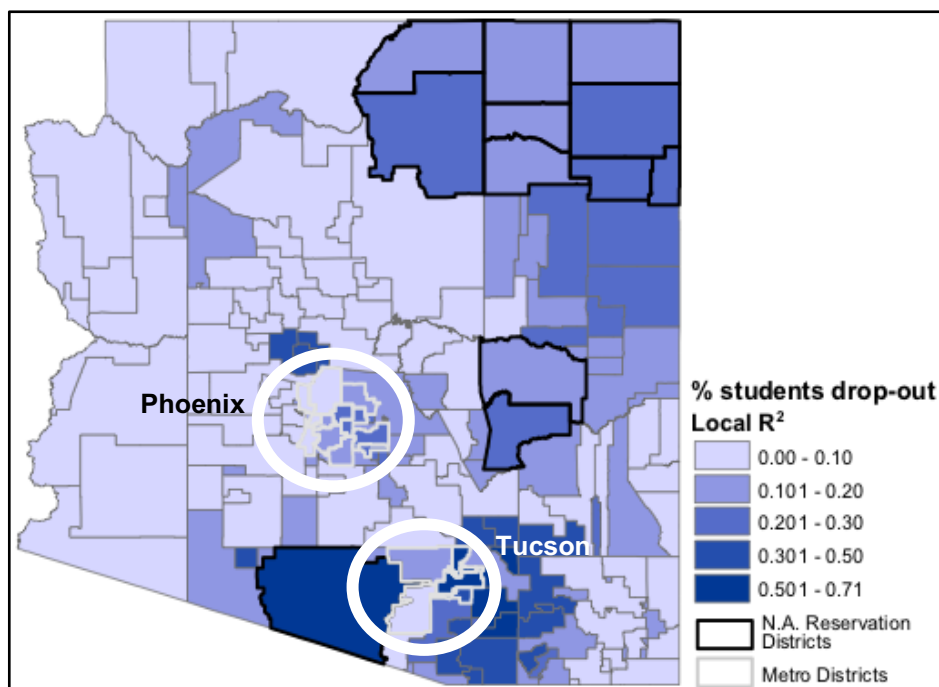 Phoenix
Tucson
% students drop-out
Local R²
0.00 - 0.10
0.101 - 0.20
0.201 - 0.30
0.301 - 0.50
0.501 - 0.71
N.A. Reservation
Districts
Metro Districts